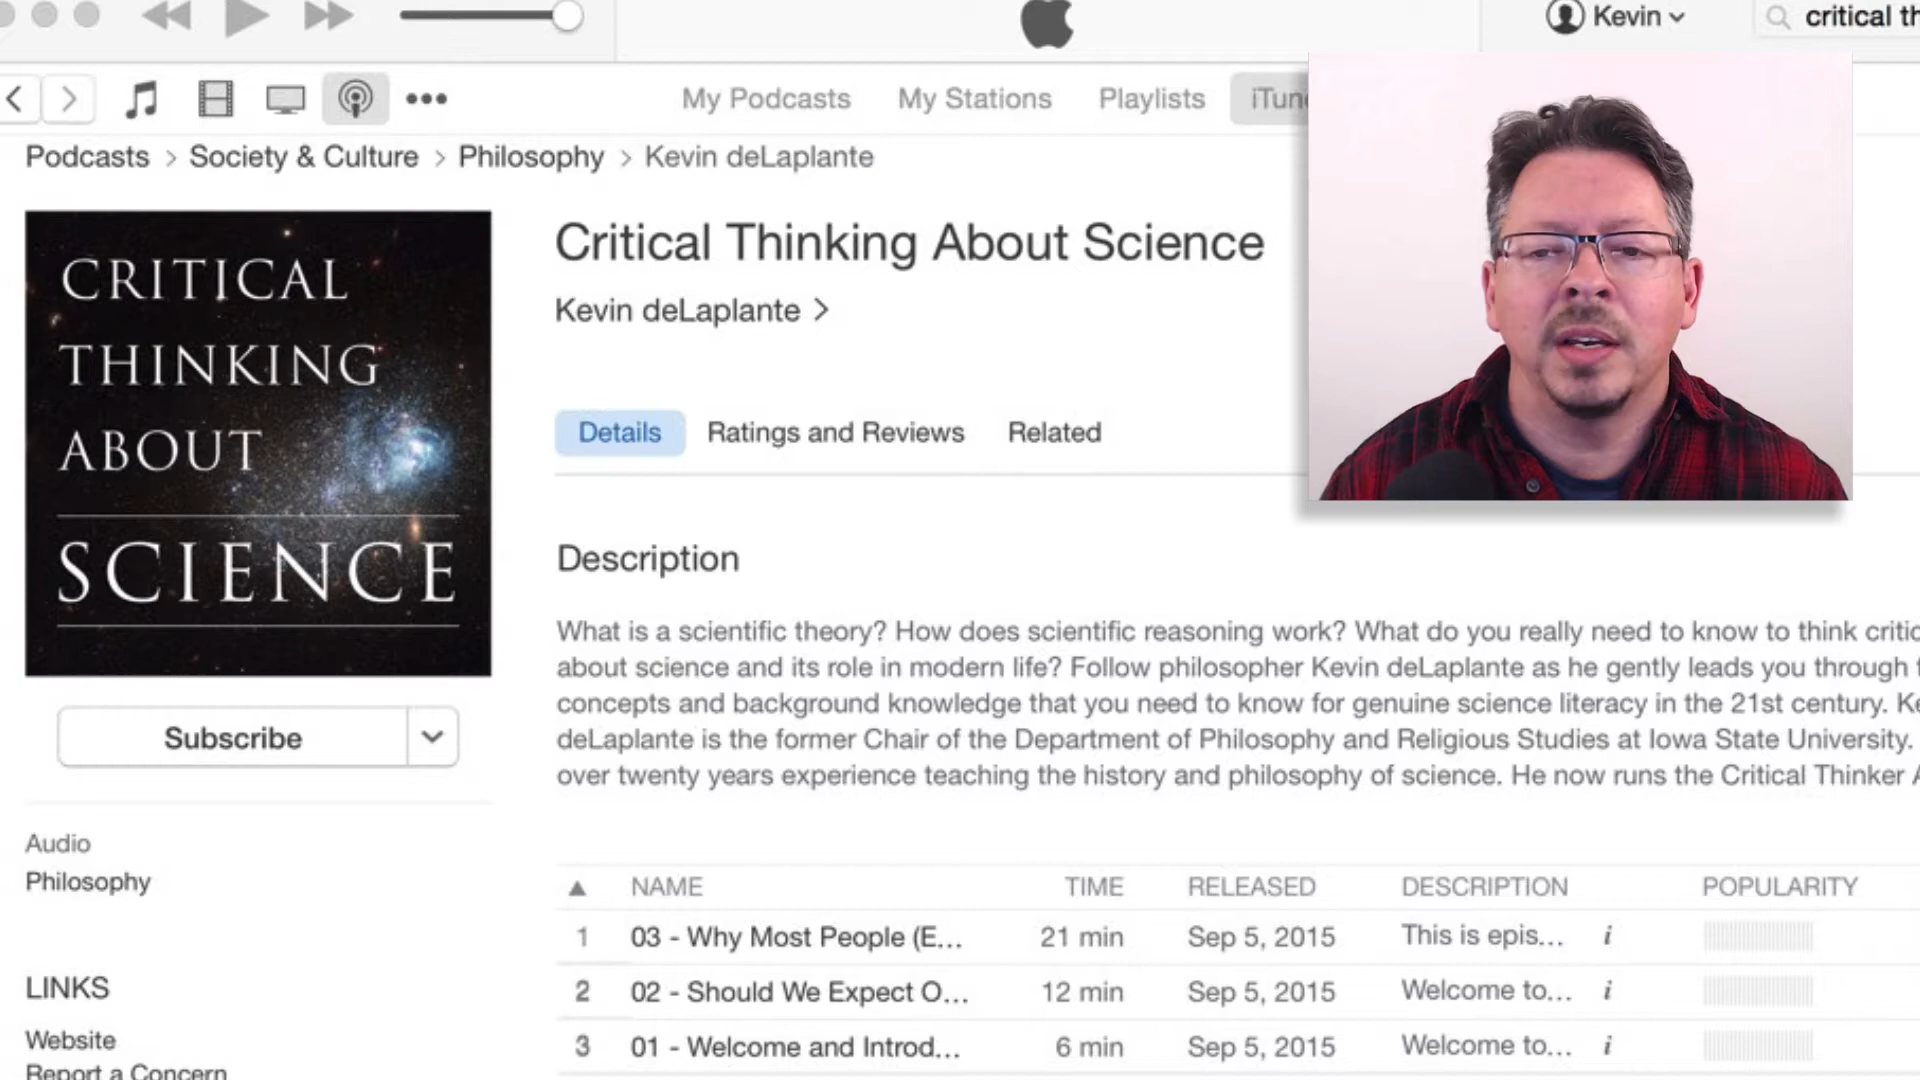 Kevin
critical th
My Podcasts
My Stations
Playlists
iTun
Podcasts > Society & Culture > Philosophy > Kevin deLaplante
CRITICAL
THINKING
ABOUT
SCIENCE
Critical Thinking About Science
Kevin deLaplante >
Details
Ratings and Reviews
Related
Subscribe
Description
What is a scientific theory? How does scientific reasoning work? What do you really need to know to think critic
about science and its role in modern life? Follow philosopher Kevin deLaplante as he gently leads you through
concepts and background knowledge that you need to know for genuine science literacy in the 21st century. Ke
deLaplante is the former Chair of the Department of Philosophy and Religious Studies at Iowa State University.
over twenty years experience teaching the history and philosophy of science. He now runs the Critical Thinker A
Audio
Philosophy
LINKS
Website
Report a Concern
NAME TIME RELEASED DESCRIPTION POPULARITY
1 03 - Why Most People (E... 21 min Sep 5, 2015 This is epis... i
2 02 - Should We Expect O... 12 min Sep 5, 2015 Welcome to... i
3 01 - Welcome and Introd... 6 min Sep 5, 2015 Welcome to... i